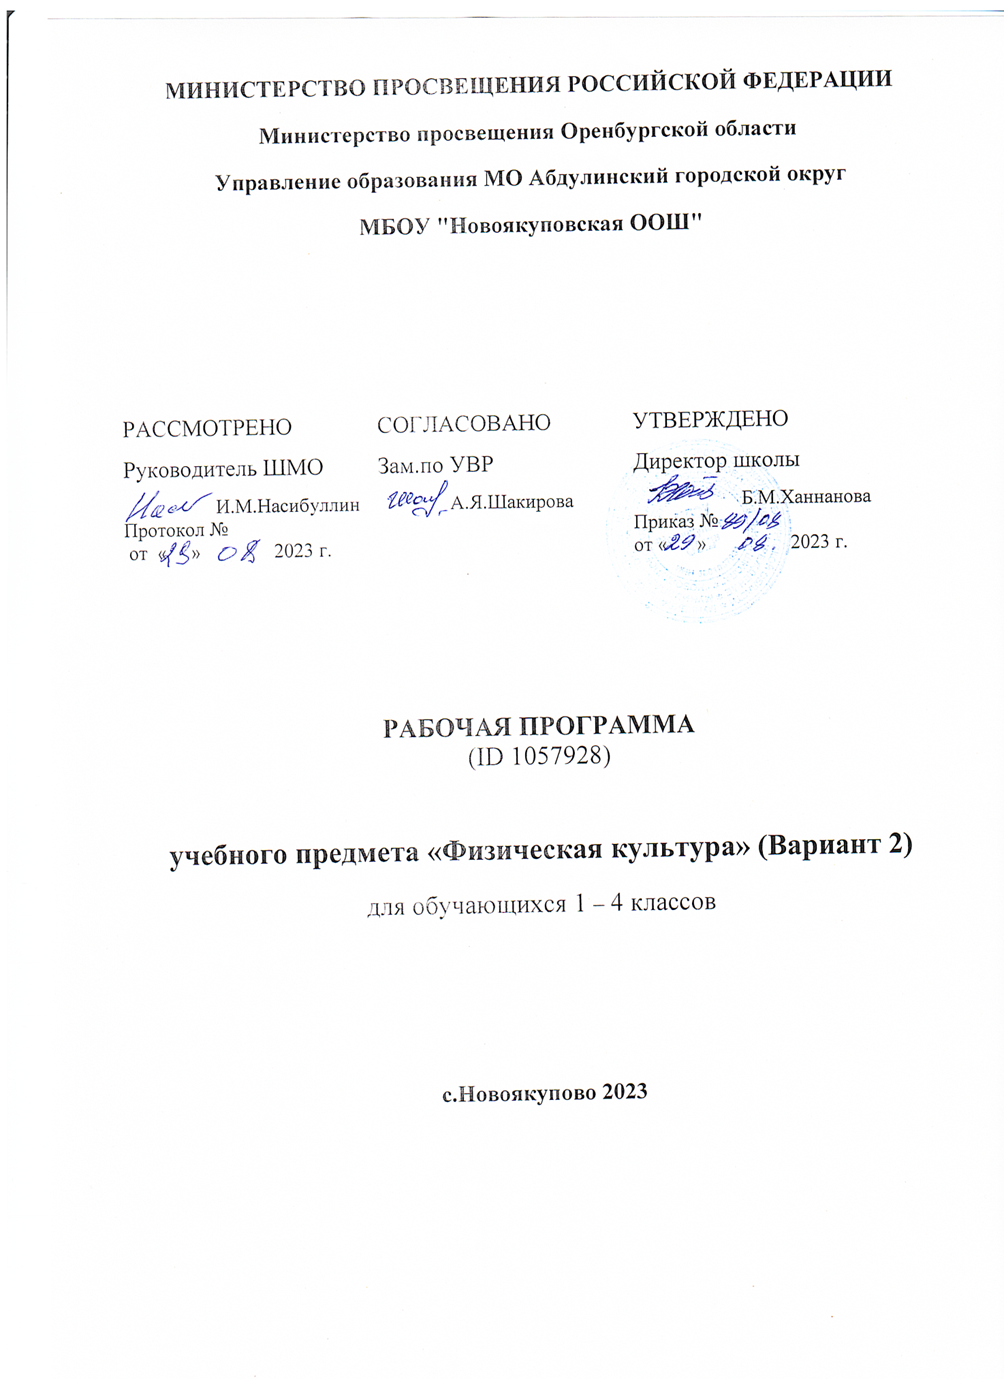 МИНИСТЕРСТВО ПРОСВЕЩЕНИЯ РОССИЙСКОЙ ФЕДЕРАЦИИ
Министерство просвещения Оренбургской области
Управление образования МО Абдулинский городской округ
МБОУ "Новоякуповская ООШ"
РАССМОТРЕНО
Руководитель ШМО
И.М.Насибуллин
Протокол №
от « » 08 2023 г.
СОГЛАСОВАНО
Зам.по УВР
А.Я.Шакирова
УТВЕРЖДЕНО
Директор школы
Б.М.Ханнанова
Приказ №
от «29» 08. 2023 г.
РАБОЧАЯ ПРОГРАММА
(ID 1057928)
учебного предмета «Физическая культура» (Вариант 2)
для обучающихся 1 – 4 классов
с.Новоякупово 2023